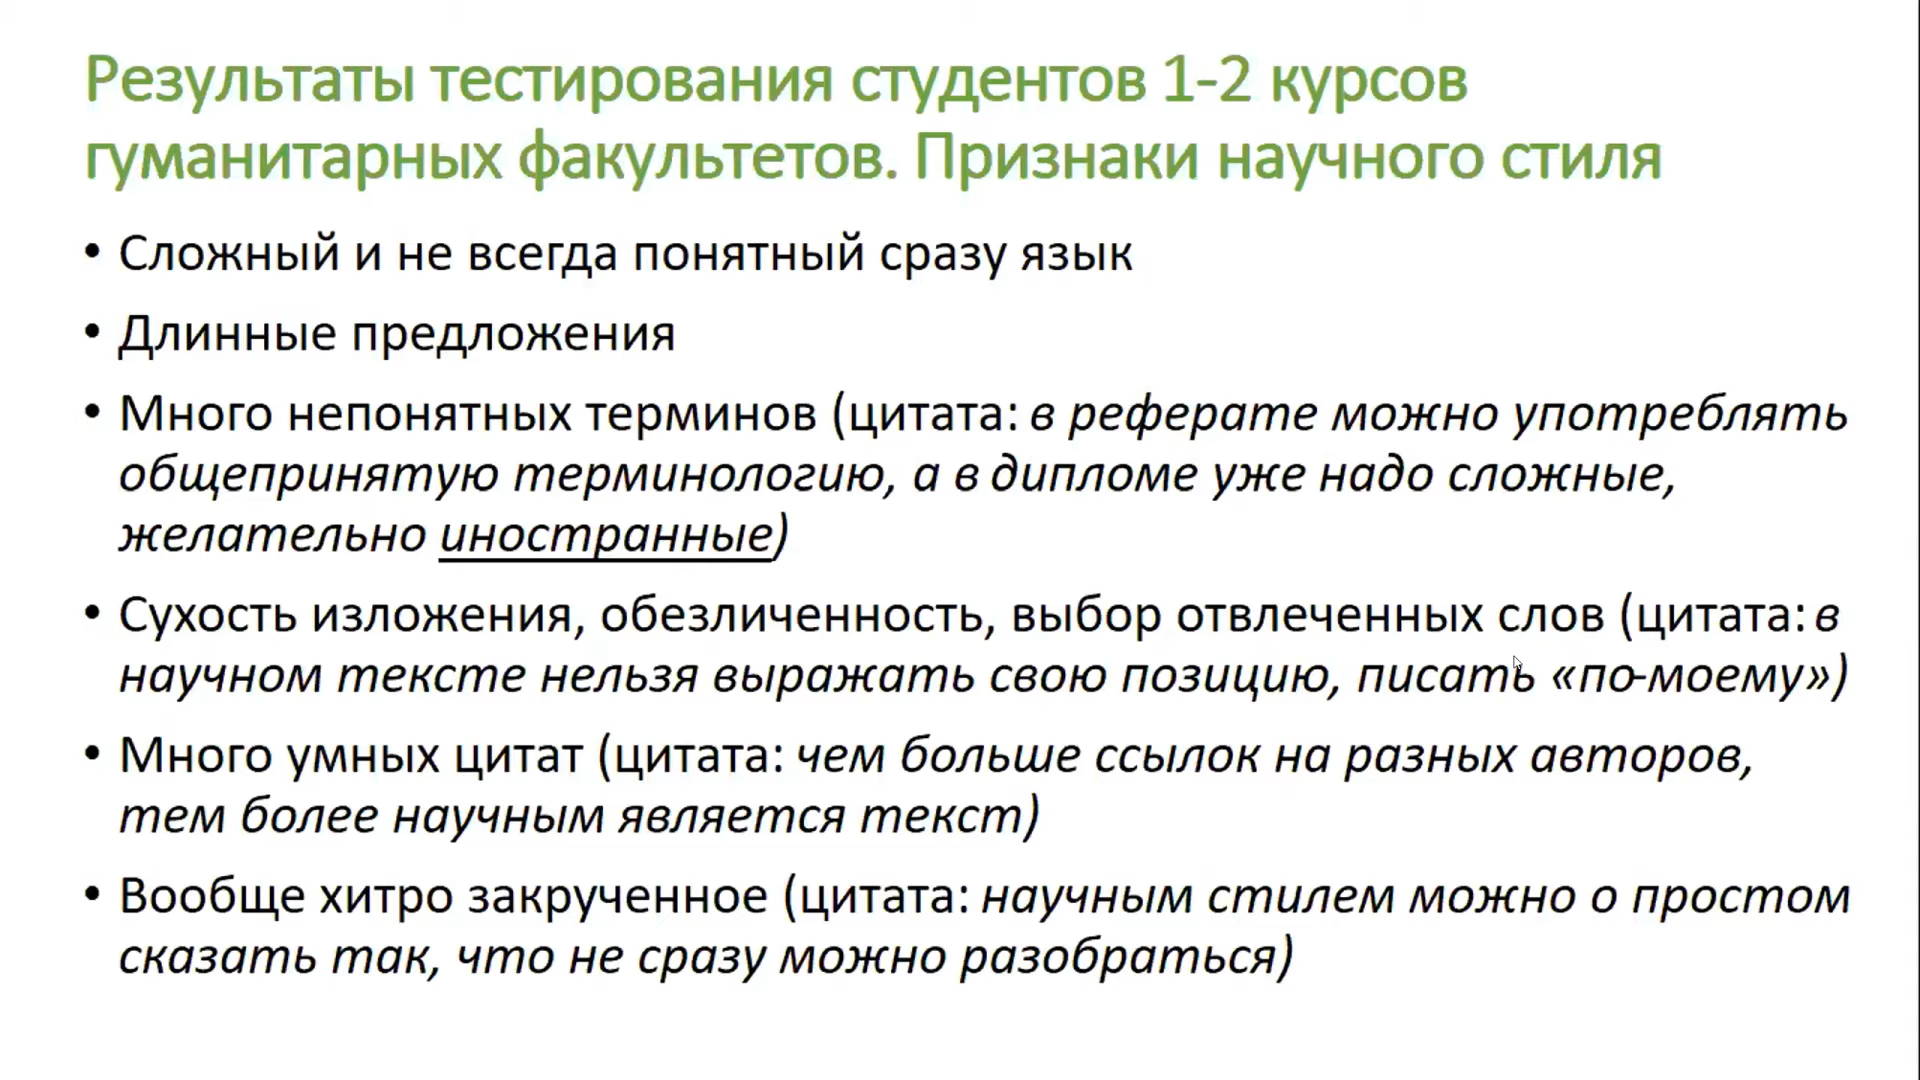 Результаты тестирования студентов 1-2 курсов
гуманитарных факультетов. Признаки научного стиля
• Сложный и не всегда понятный сразу язык
• Длинные предложения
• Много непонятных терминов (цитата: в реферате можно употреблять
общепринятую терминологию, а в дипломе уже надо сложные,
желательно иностранные)
• Сухость изложения, обезличенность, выбор отвлеченных слов (цитата: в
научном тексте нельзя выражать свою позицию, писать «по-моему»)
• Много умных цитат (цитата: чем больше ссылок на разных авторов,
тем более научным является текст)
• Вообще хитро закрученное (цитата: научным стилем можно о простом
сказать так, что не сразу можно разобраться)